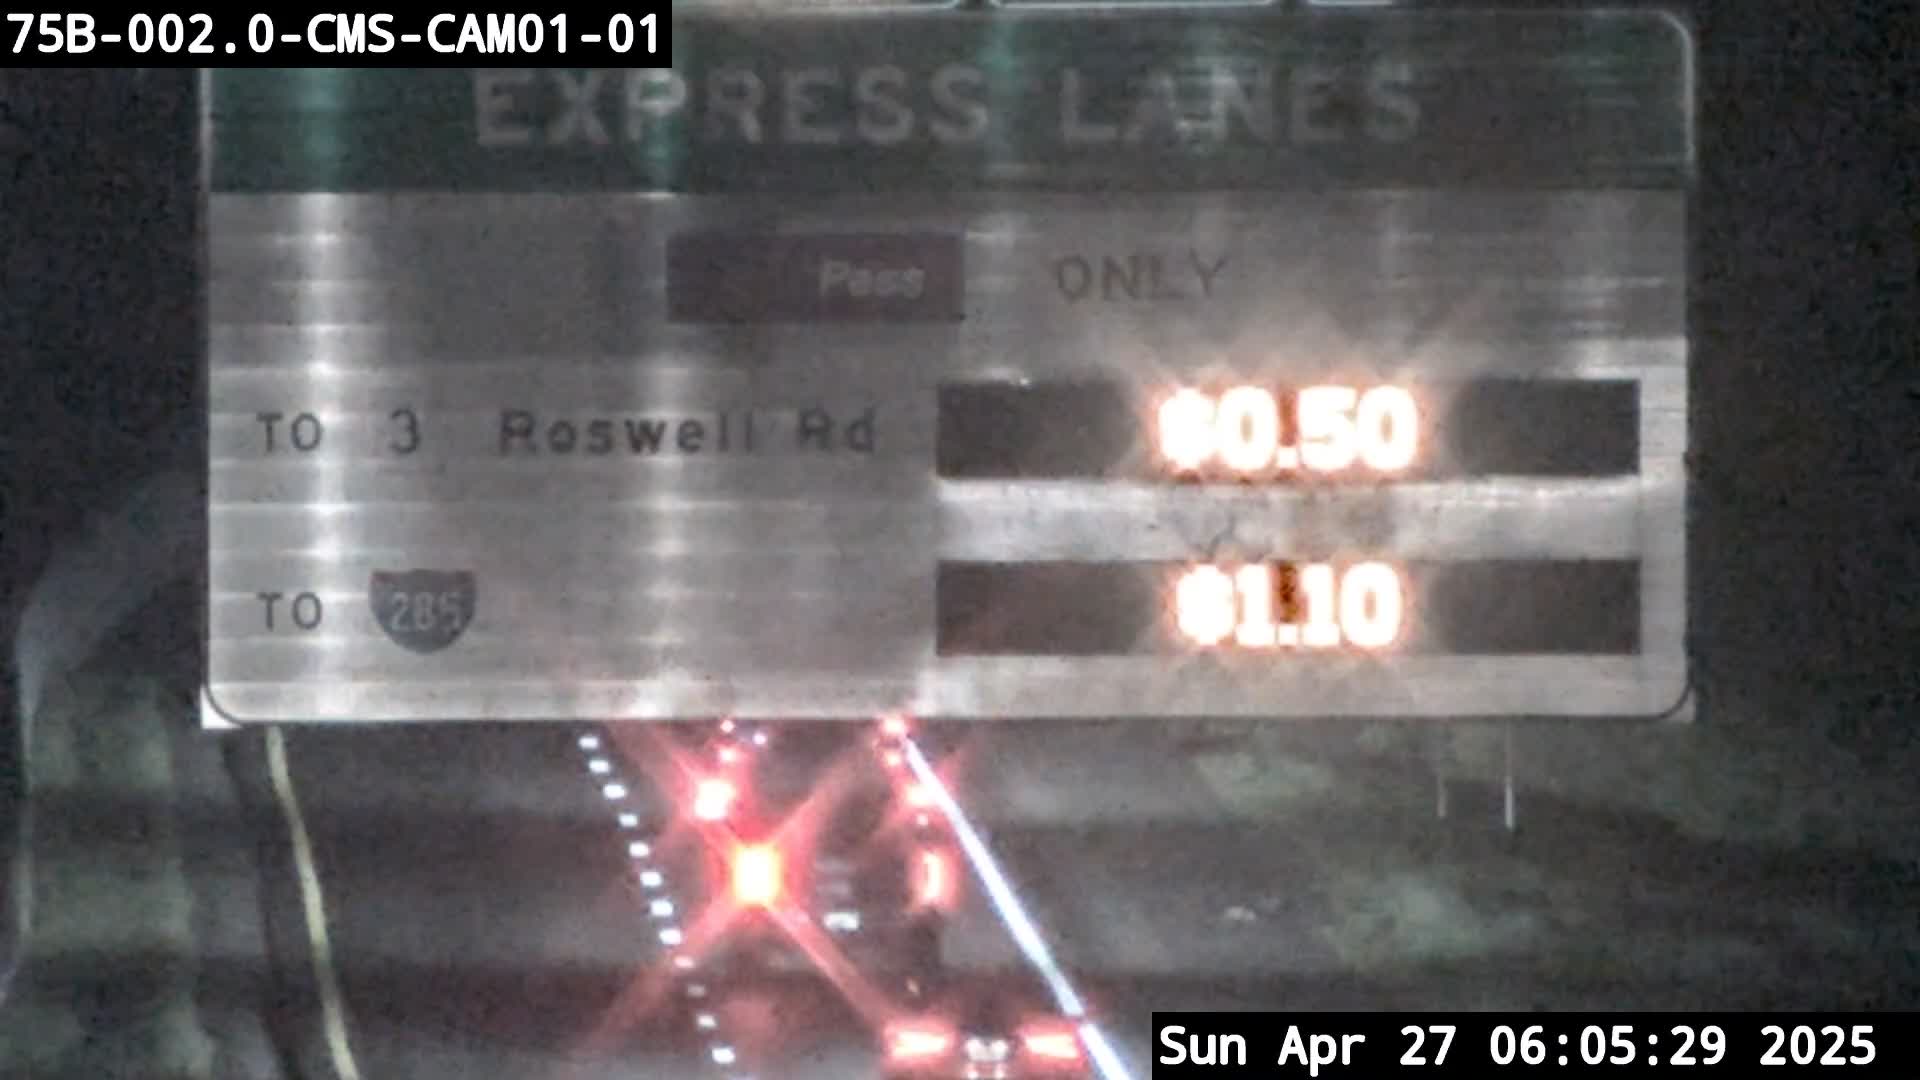 75B-002.0-CMS-CAM01-01
EXPRESS LANES
Pass ONLY
TO 3 Roswell Rd $0.50
TO 285 $1.10
Sun Apr 27 06:05:29 2025